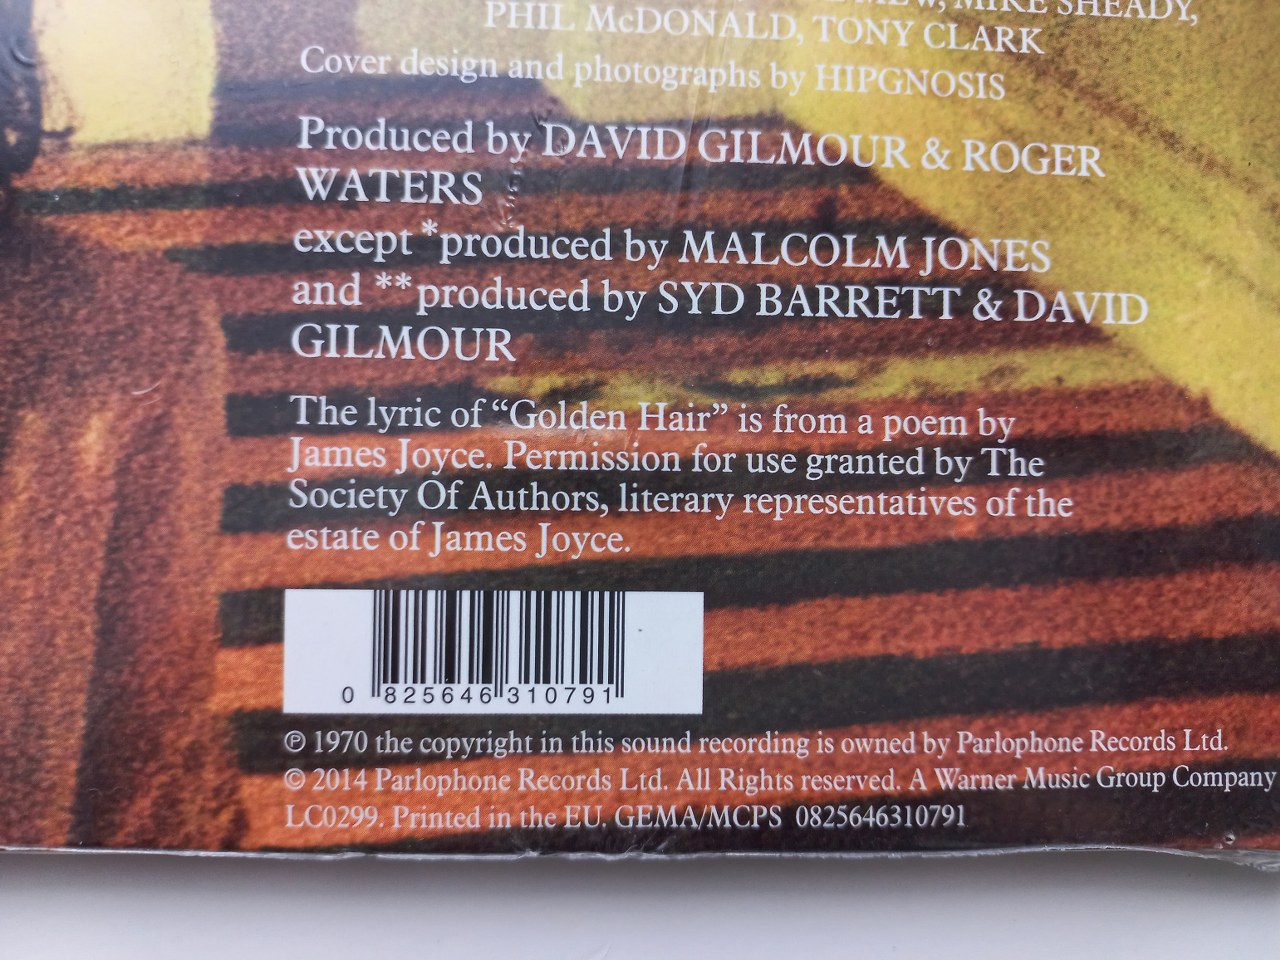 MIKE SHEADY,
PHIL McDONALD, TONY CLARK
Cover design and photographs by HIPGNOSIS
Produced by DAVID GILMOUR & ROGER
WATERS
except *produced by MALCOLM JONES
and **produced by SYD BARRETT & DAVID
GILMOUR
The lyric of “Golden Hair” is from a poem by
James Joyce. Permission for use granted by The
Society Of Authors, literary representatives of the
estate of James Joyce.
0 825646 310791
℗ 1970 the copyright in this sound recording is owned by Parlophone Records Ltd.
© 2014 Parlophone Records Ltd. All Rights reserved. A Warner Music Group Company
LC0299. Printed in the EU. GEMA/MCPS 0825646310791